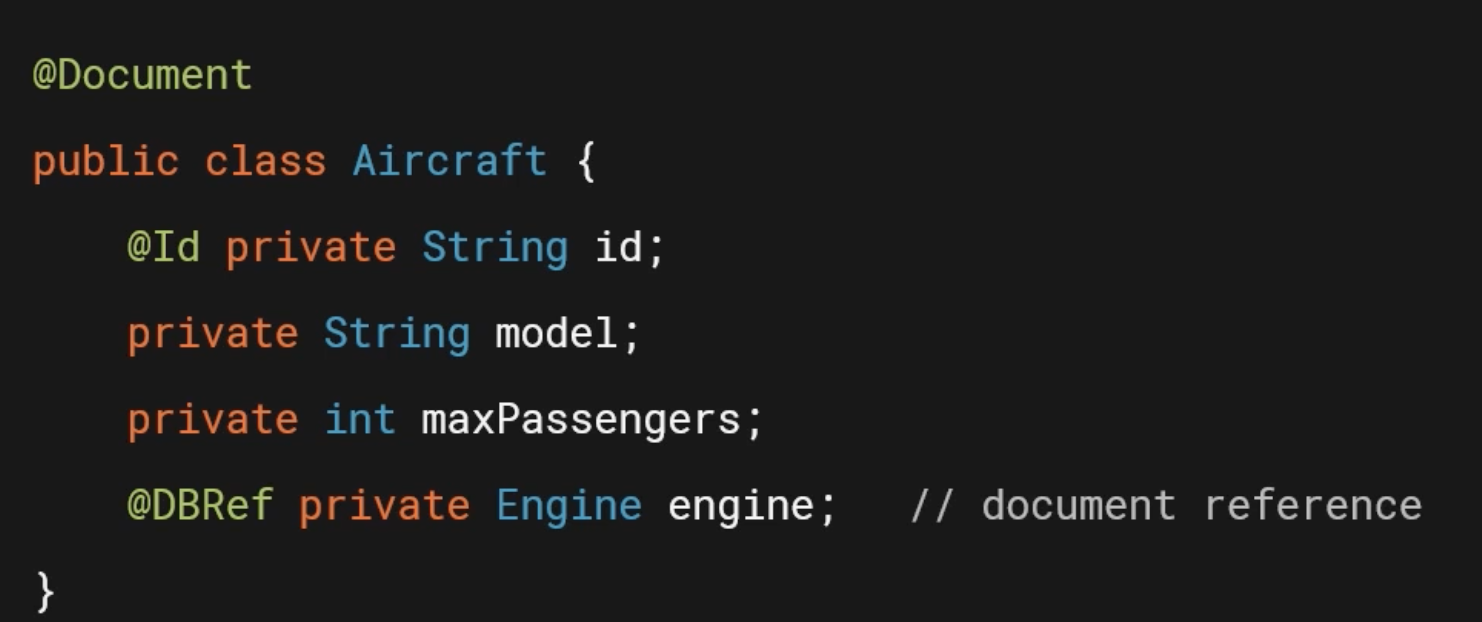 @Document
public class Aircraft {
@Id private String id;
private String model;
private int maxPassengers;
@DBRef private Engine engine; // document reference
}